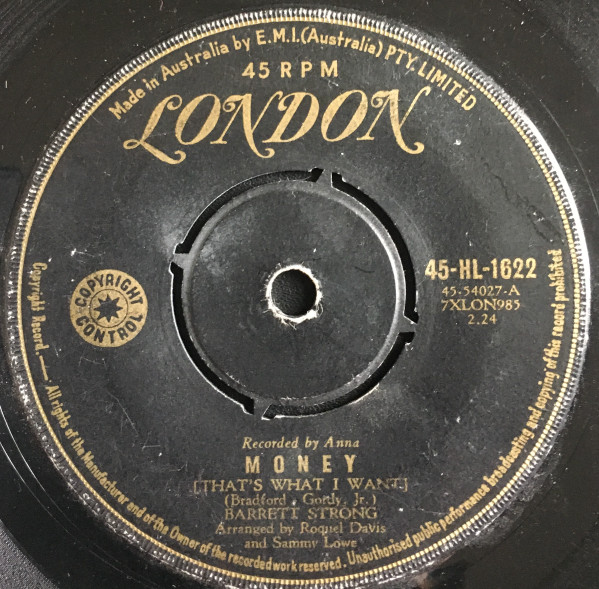 Made in Australia by E.M.I.(Australia) PTY. LIMITED
45 RPM
LONDON
COPYRIGHT
CONTROL
45-HL-1622
45-54027-A
7XLON985
2.24
Recorded by Anna
MONEY
[THAT'S WHAT I WANT]
(Bradford , Gordy, Jr.)
BARRETT STRONG
Arranged by Roquel Davis
and Sammy Lowe
Copyright Record.—All rights of the Manufacturer and of the Owner of the recorded work reserved. Unauthorised public performance broadcasting and copying of this record prohibited